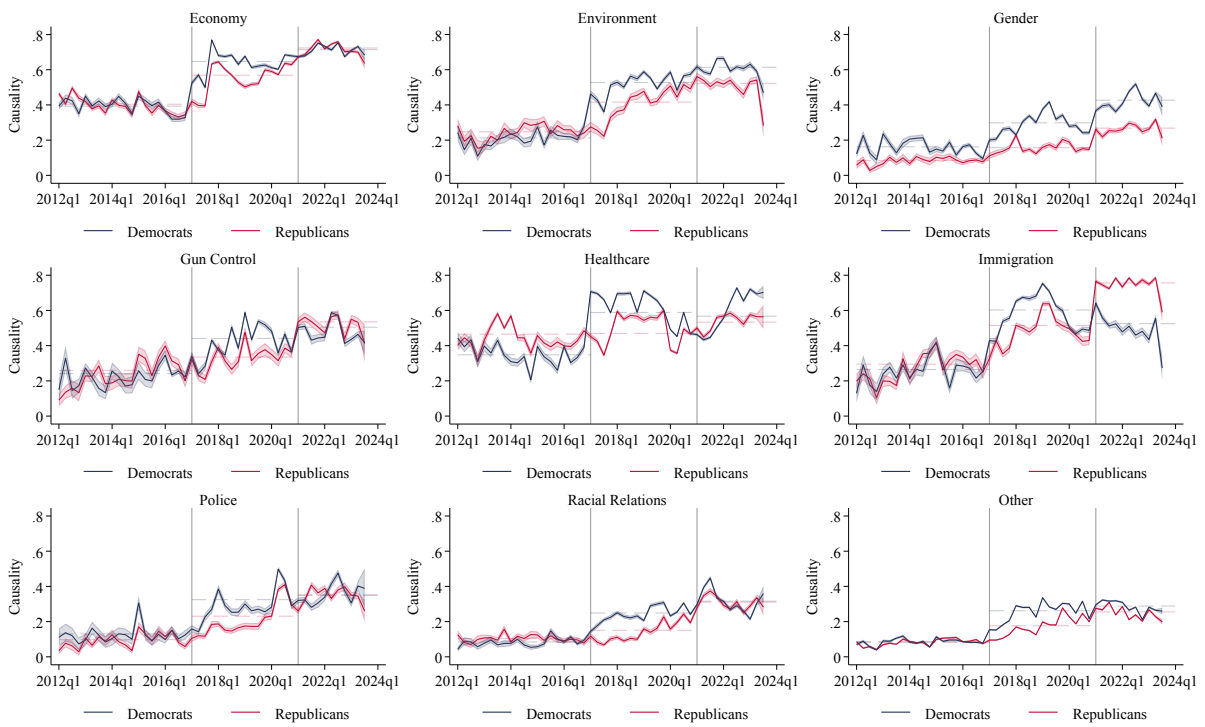 Economy
Environment
Gender
.8
.6
.4
.2
0
Causality
2012q1 2014q1 2016q1 2018q1 2020q1 2022q1 2024q1
Democrats Republicans
.8
.6
.4
.2
0
Causality
2012q1 2014q1 2016q1 2018q1 2020q1 2022q1 2024q1
Democrats Republicans
.8
.6
.4
.2
0
Causality
2012q1 2014q1 2016q1 2018q1 2020q1 2022q1 2024q1
Democrats Republicans
Gun Control
Healthcare
Immigration
.8
.6
.4
.2
0
Causality
2012q1 2014q1 2016q1 2018q1 2020q1 2022q1 2024q1
Democrats Republicans
.8
.6
.4
.2
0
Causality
2012q1 2014q1 2016q1 2018q1 2020q1 2022q1 2024q1
Democrats Republicans
.8
.6
.4
.2
0
Causality
2012q1 2014q1 2016q1 2018q1 2020q1 2022q1 2024q1
Democrats Republicans
Police
Racial Relations
Other
.8
.6
.4
.2
0
Causality
2012q1 2014q1 2016q1 2018q1 2020q1 2022q1 2024q1
Democrats Republicans
.8
.6
.4
.2
0
Causality
2012q1 2014q1 2016q1 2018q1 2020q1 2022q1 2024q1
Democrats Republicans
.8
.6
.4
.2
0
Causality
2012q1 2014q1 2016q1 2018q1 2020q1 2022q1 2024q1
Democrats Republicans